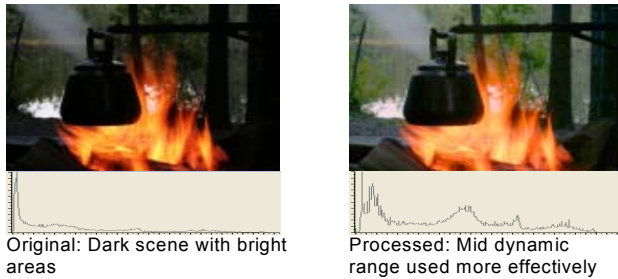 Original: Dark scene with bright
areas
Processed: Mid dynamic
range used more effectively